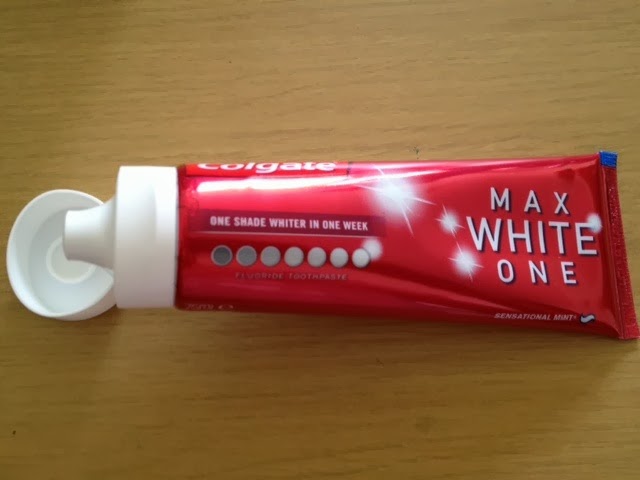 Colgate
ONE SHADE WHITER IN ONE WEEK
FLUORIDE TOOTHPASTE
MAX
WHITE
ONE
SENSATIONAL MINT